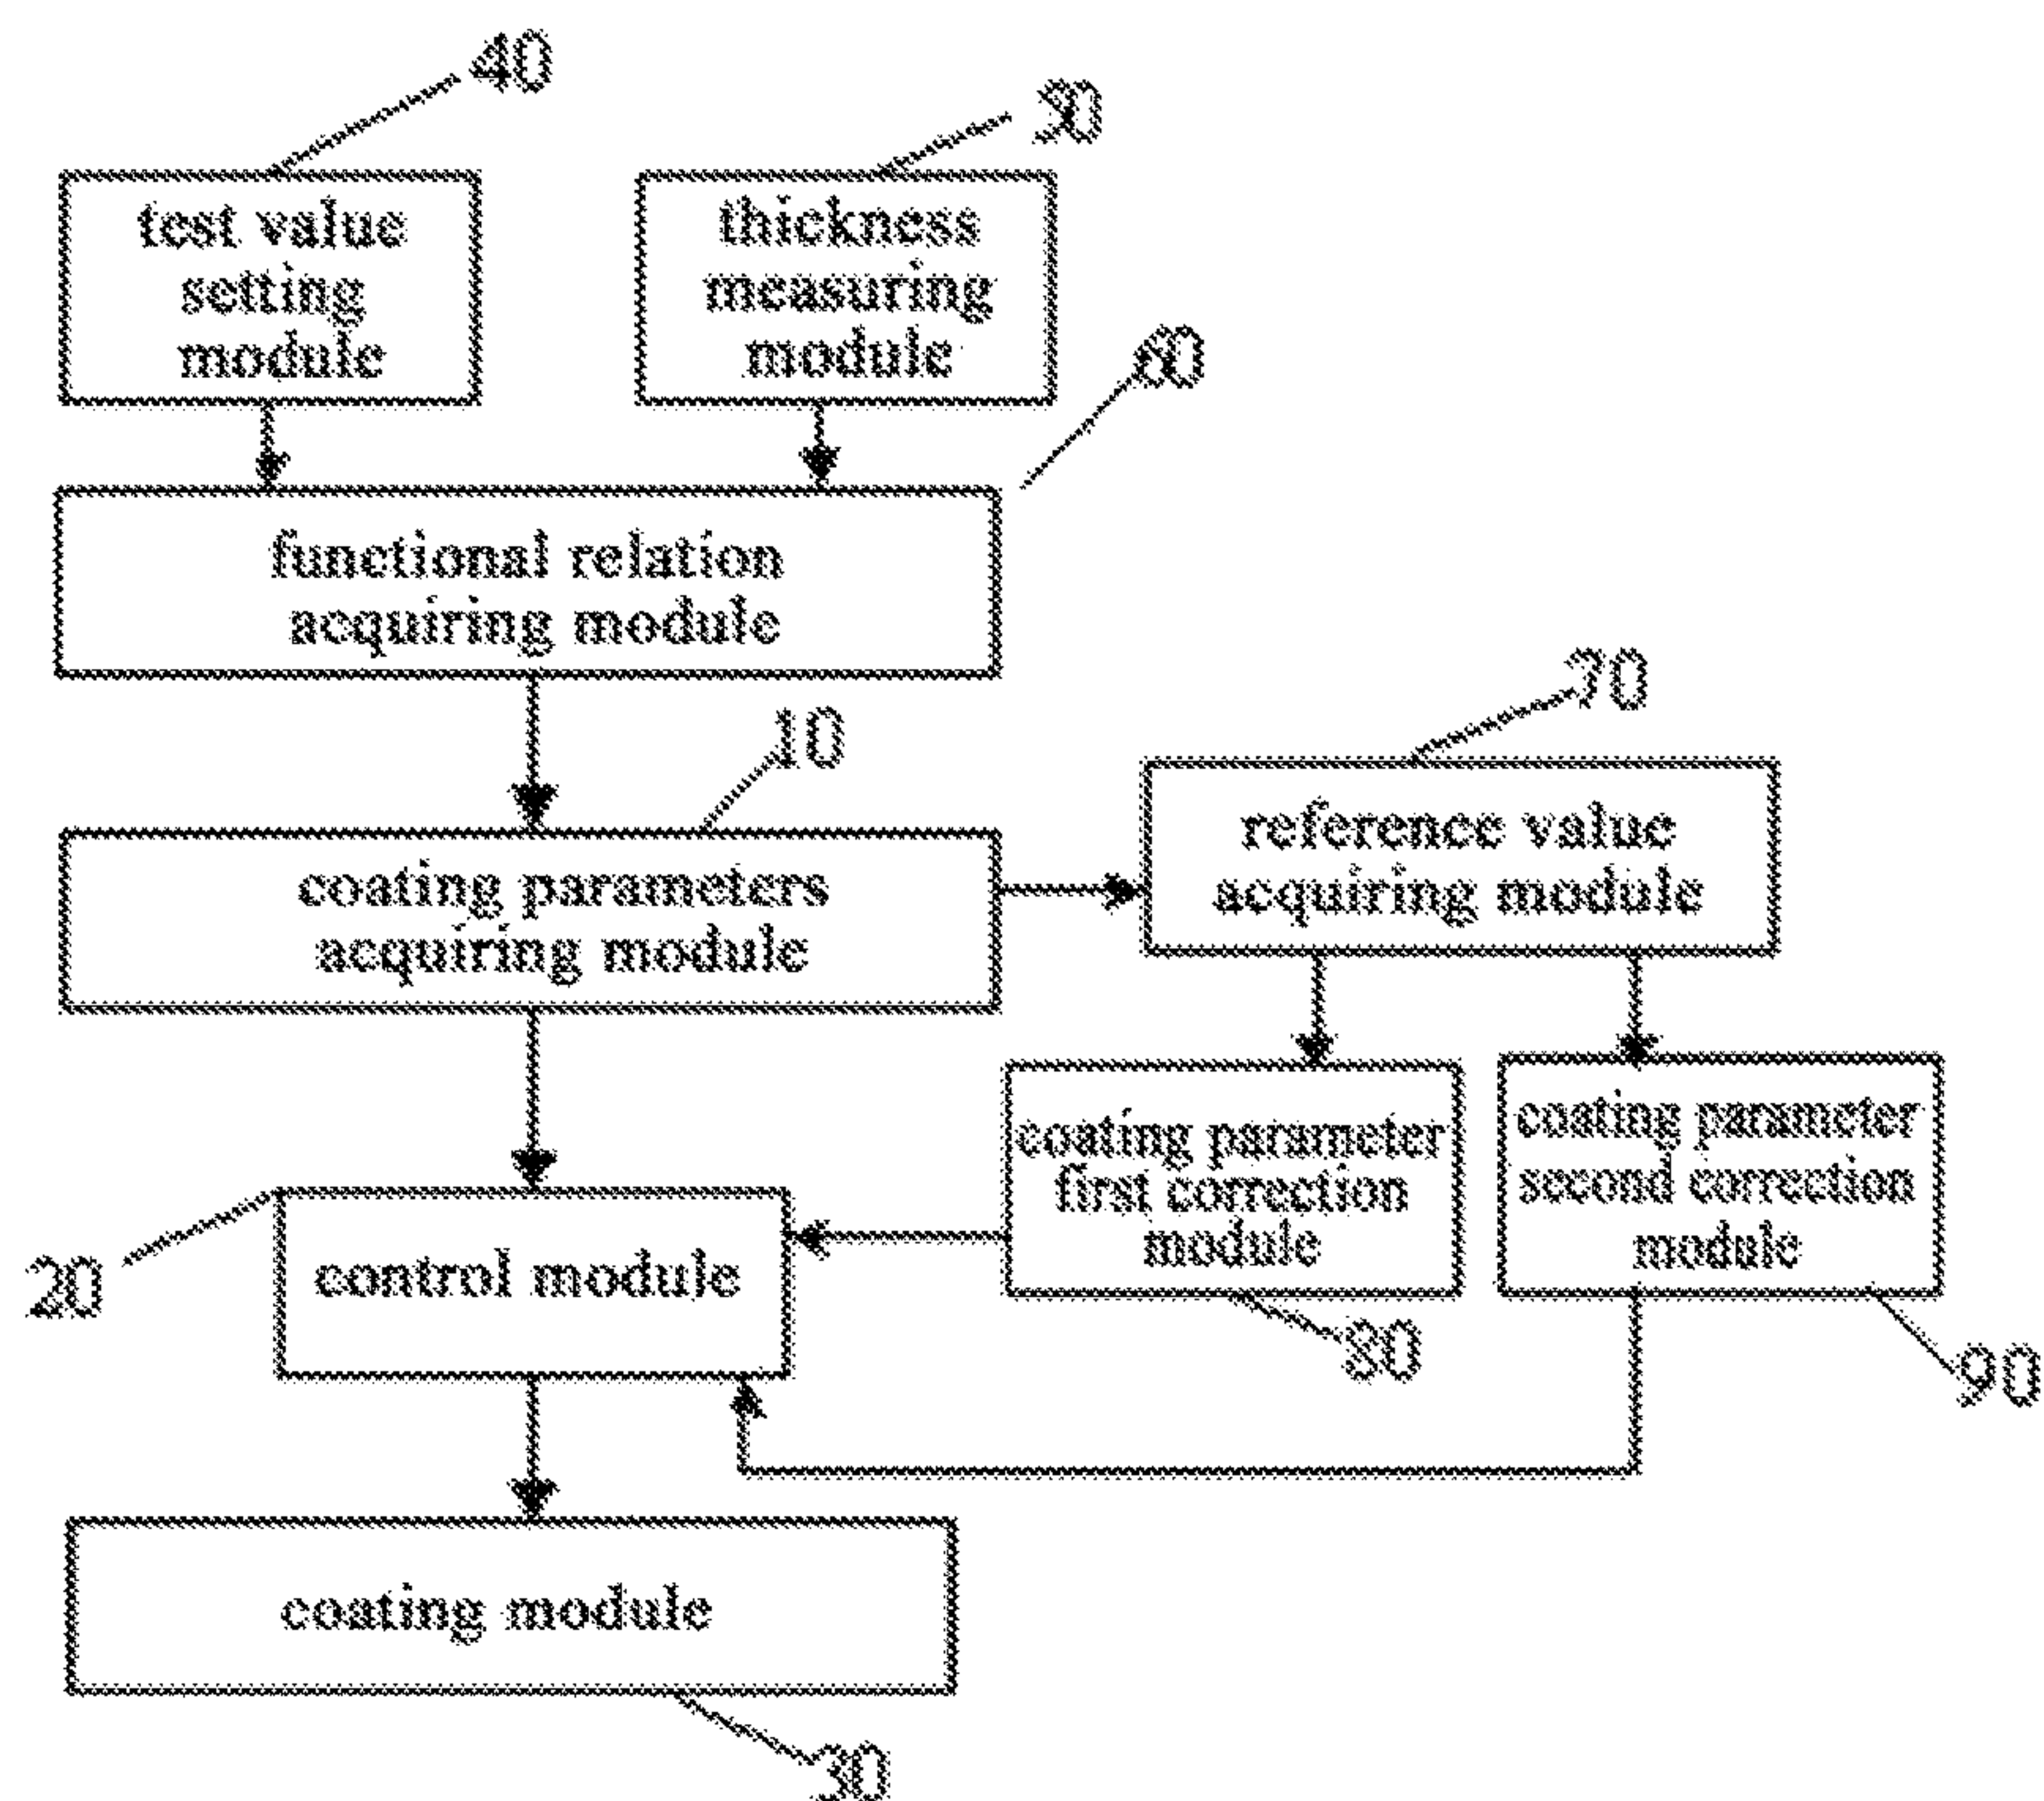 40
50
test value
setting
module
thickness
measuring
module
60
functional relation
acquiring module
70
10
reference value
acquiring module
coating parameters
acquiring module
coating parameter
first correction
module
coating parameter
second correction
module
20
control module
80
90
coating module
30